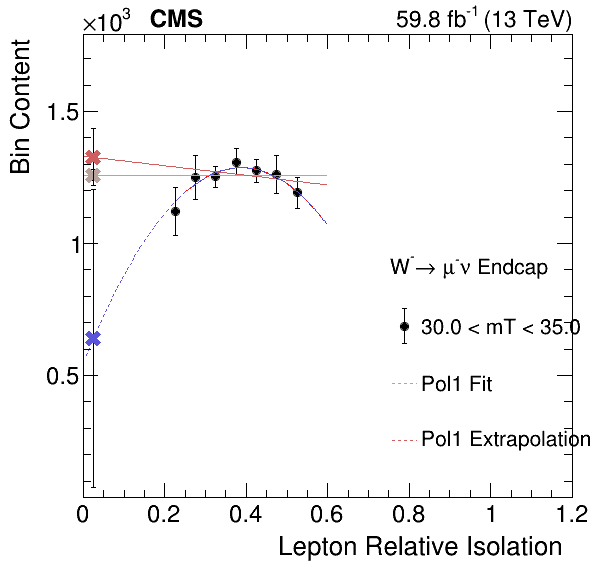 ×10³ CMS 59.8 fb⁻¹ (13 TeV)
Bin Content
1.5
1
0.5
W⁻→ μ⁻ν Endcap
30.0 < mT < 35.0
Pol1 Fit
Pol1 Extrapolation
0 0.2 0.4 0.6 0.8 1 1.2
Lepton Relative Isolation